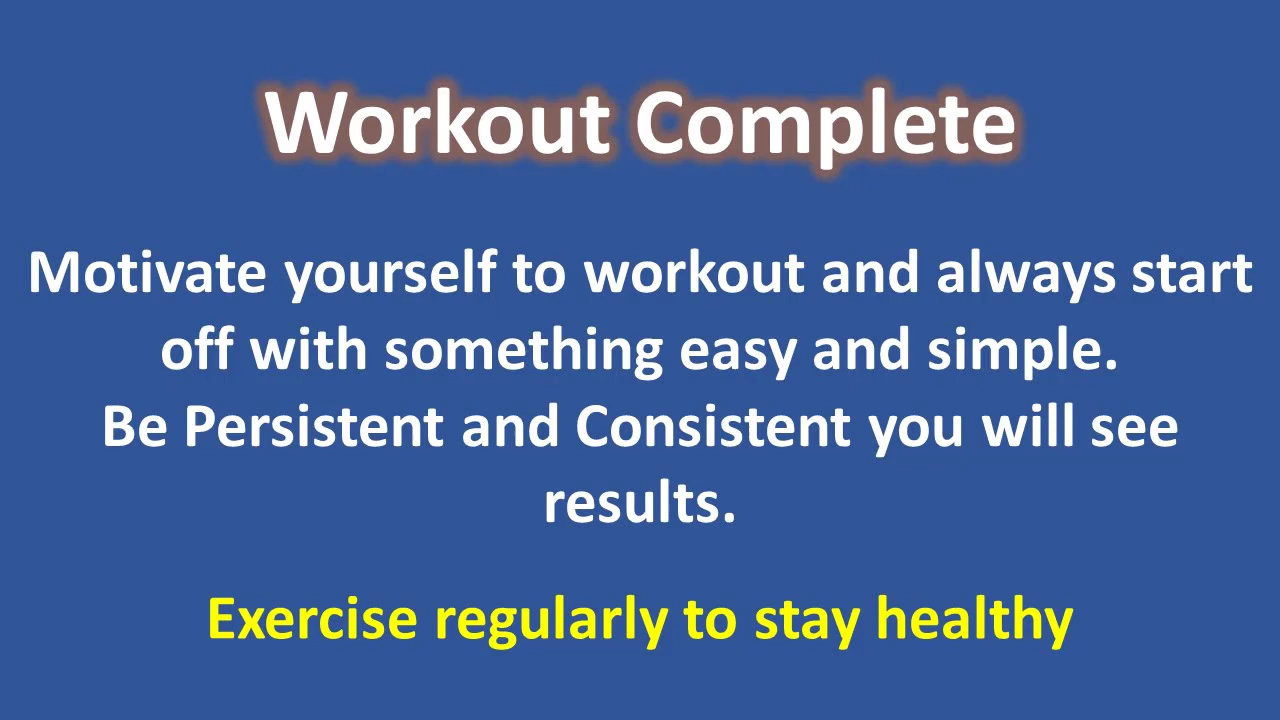 Workout Complete
Motivate yourself to workout and always start
off with something easy and simple.
Be Persistent and Consistent you will see
results.
Exercise regularly to stay healthy